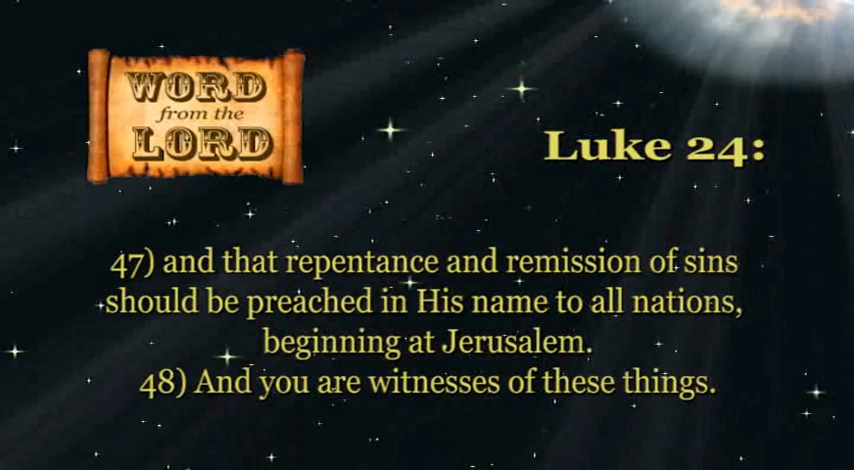 WORD
from the
LORD
Luke 24:
47) and that repentance and remission of sins
should be preached in His name to all nations,
beginning at Jerusalem.
48) And you are witnesses of these things.